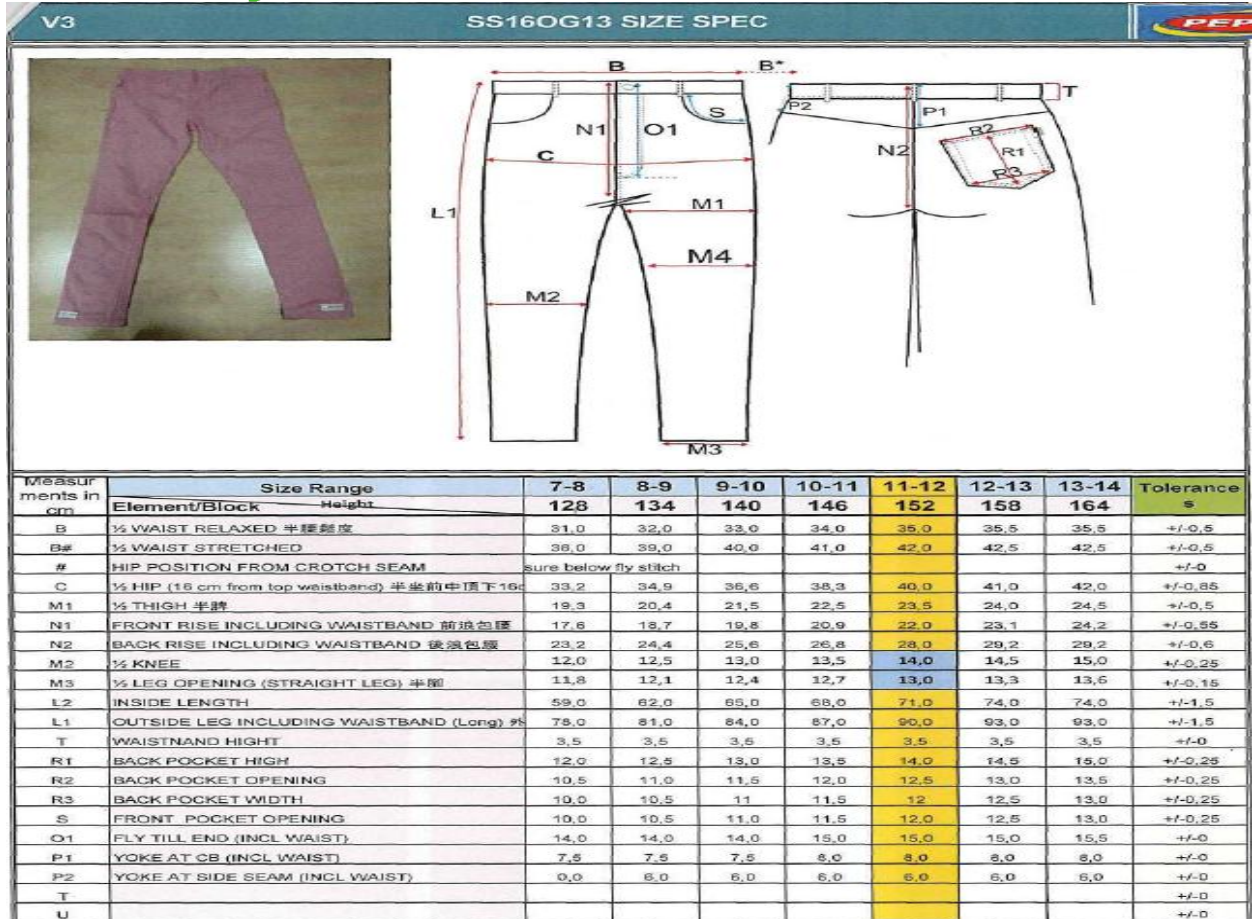 V3 SS16OG13 SIZE SPEC PEP
B B*
T
P2 P1
S
N1 O1
R2
C N2 R1
R3
L1 M1
M4
M2
M3
Measur ments in cm Size Range 7-8 8-9 9-10 10-11 11-12 12-13 13-14 Tolerance s
Element/Block Height 128 134 140 146 152 158 164
B ½ WAIST RELAXED 半腰鬆度 31,0 32,0 33,0 34,0 35,0 35,5 35,5 +/-0,5
B# ½ WAIST STRETCHED 38,0 39,0 40,0 41,0 42,0 42,5 42,5 +/-0,5
# HIP POSITION FROM CROTCH SEAM sure below fly stitch +/-0
C ½ HIP (16 cm from top waistband) 半坐前中頂下16c 33,2 34,9 36,6 38,3 40,0 41,0 42,0 +/-0,85
M1 ½ THIGH 半脾 19,3 20,4 21,5 22,5 23,5 24,0 24,5 +/-0,5
N1 FRONT RISE INCLUDING WAISTBAND 前浪包腰 17,6 18,7 19,8 20,9 22,0 23,1 24,2 +/-0,55
N2 BACK RISE INCLUDING WAISTBAND 後浪包腰 23,2 24,4 25,6 26,8 28,0 29,2 29,2 +/-0,6
M2 ½ KNEE 12,0 12,5 13,0 13,5 14,0 14,5 15,0 +/-0,25
M3 ½ LEG OPENING (STRAIGHT LEG) 半脚 11,8 12,1 12,4 12,7 13,0 13,3 13,6 +/-0,15
L2 INSIDE LENGTH 59,0 62,0 65,0 68,0 71,0 74,0 74,0 +/-1,5
L1 OUTSIDE LEG INCLUDING WAISTBAND (Long) 78,0 81,0 84,0 87,0 90,0 93,0 93,0 +/-1,5
T WAISTNAND HIGHT 3,5 3,5 3,5 3,5 3,5 3,5 3,5 +/-0
R1 BACK POCKET HIGH 12,0 12,5 13,0 13,5 14,0 14,5 15,0 +/-0,25
R2 BACK POCKET OPENING 10,5 11,0 11,5 12,0 12,5 13,0 13,5 +/-0,25
R3 BACK POCKET WIDTH 10,0 10,5 11 11,5 12 12,5 13,0 +/-0,25
S FRONT POCKET OPENING 10,0 10,5 11,0 11,5 12,0 12,5 13,0 +/-0,25
O1 FLY TILL END (INCL WAIST) 14,0 14,0 14,0 15,0 15,0 15,0 15,5 +/-0
P1 YOKE AT CB (INCL WAIST) 7,5 7,5 7,5 8,0 8,0 8,0 8,0 +/-0
P2 YOKE AT SIDE SEAM (INCL WAIST) 0,0 6,0 6,0 6,0 6,0 6,0 6,0 +/-0
T +/-0
U +/-0